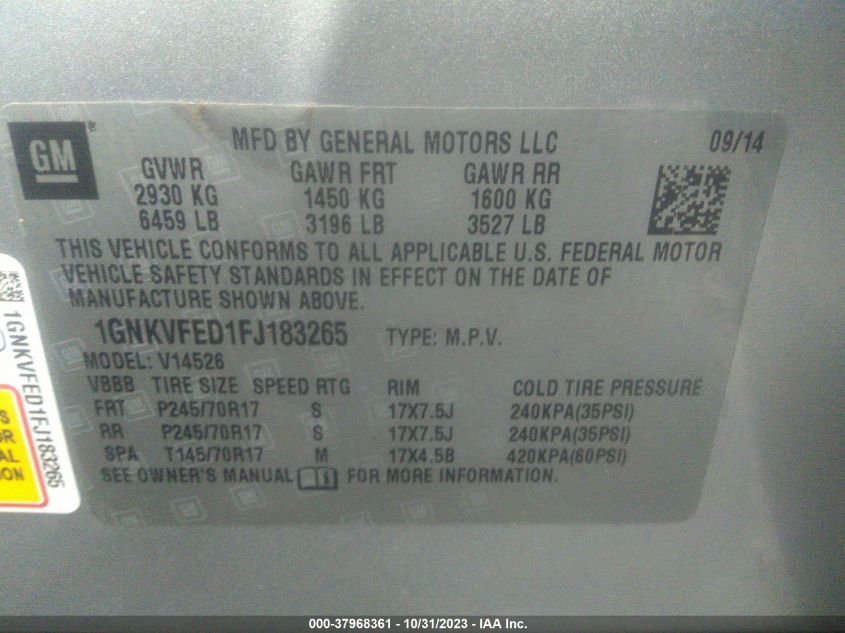 GM ®
MFD BY GENERAL MOTORS LLC 09/14
GVWR GAWR FRT GAWR RR
2930 KG 1450 KG 1600 KG
6459 LB 3196 LB 3527 LB
THIS VEHICLE CONFORMS TO ALL APPLICABLE U.S. FEDERAL MOTOR
VEHICLE SAFETY STANDARDS IN EFFECT ON THE DATE OF
MANUFACTURE SHOWN ABOVE.
1GNKVFED1FJ183265 TYPE: M.P.V.
MODEL: V14526
VBBB TIRE SIZE SPEED RTG RIM COLD TIRE PRESSURE
FRT P245/70R17 S 17X7.5J 240KPA(35PSI)
RR P245/70R17 S 17X7.5J 240KPA(35PSI)
SPA T145/70R17 M 17X4.5B 420KPA(60PSI)
SEE OWNER'S MANUAL FOR MORE INFORMATION.
1GNKVFED1FJ183265
000-37968361 - 10/31/2023 - IAA Inc.